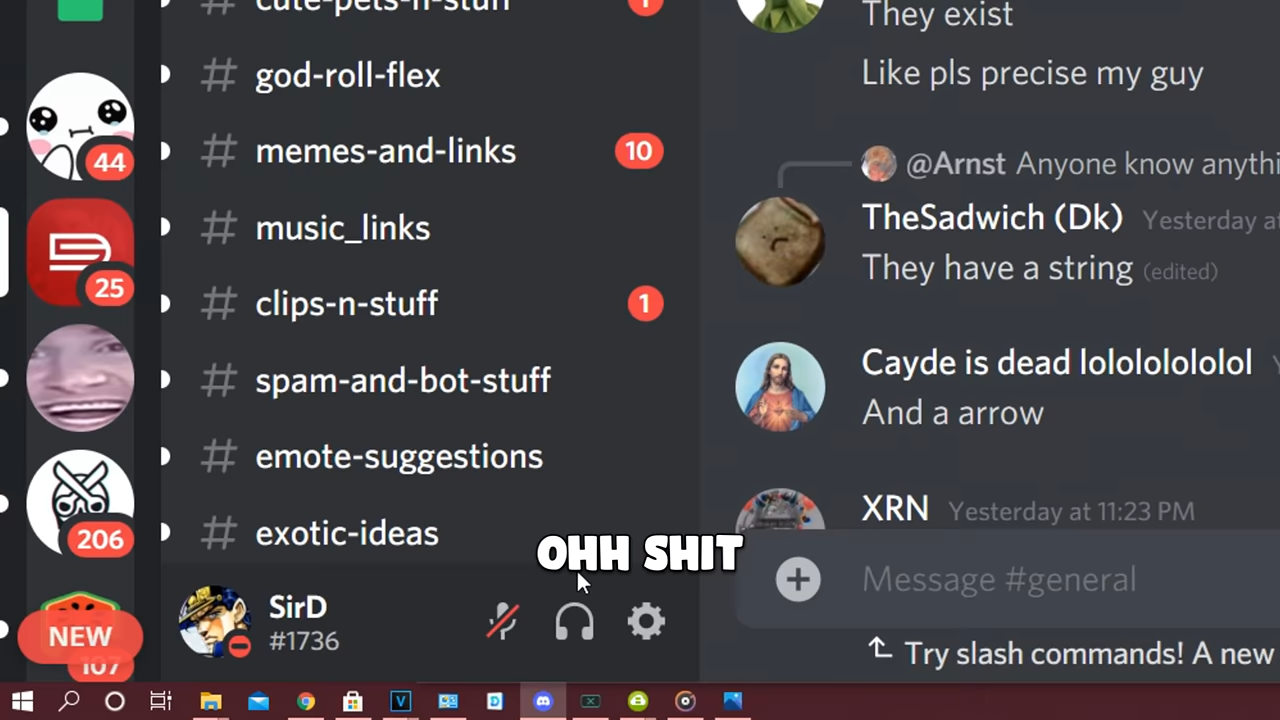 cute-pets-n-stuff
1
god-roll-flex
memes-and-links
10
music_links
clips-n-stuff
1
spam-and-bot-stuff
emote-suggestions
exotic-ideas
44
25
206
NEW
107
SirD
#1736
They exist
Like pls precise my guy
@Arnst Anyone know anythi
TheSadwich (Dk) Yesterday at
They have a string (edited)
Cayde is dead lolololololol
And a arrow
XRN Yesterday at 11:23 PM
Message #general
Try slash commands! A new
OHH SHIT